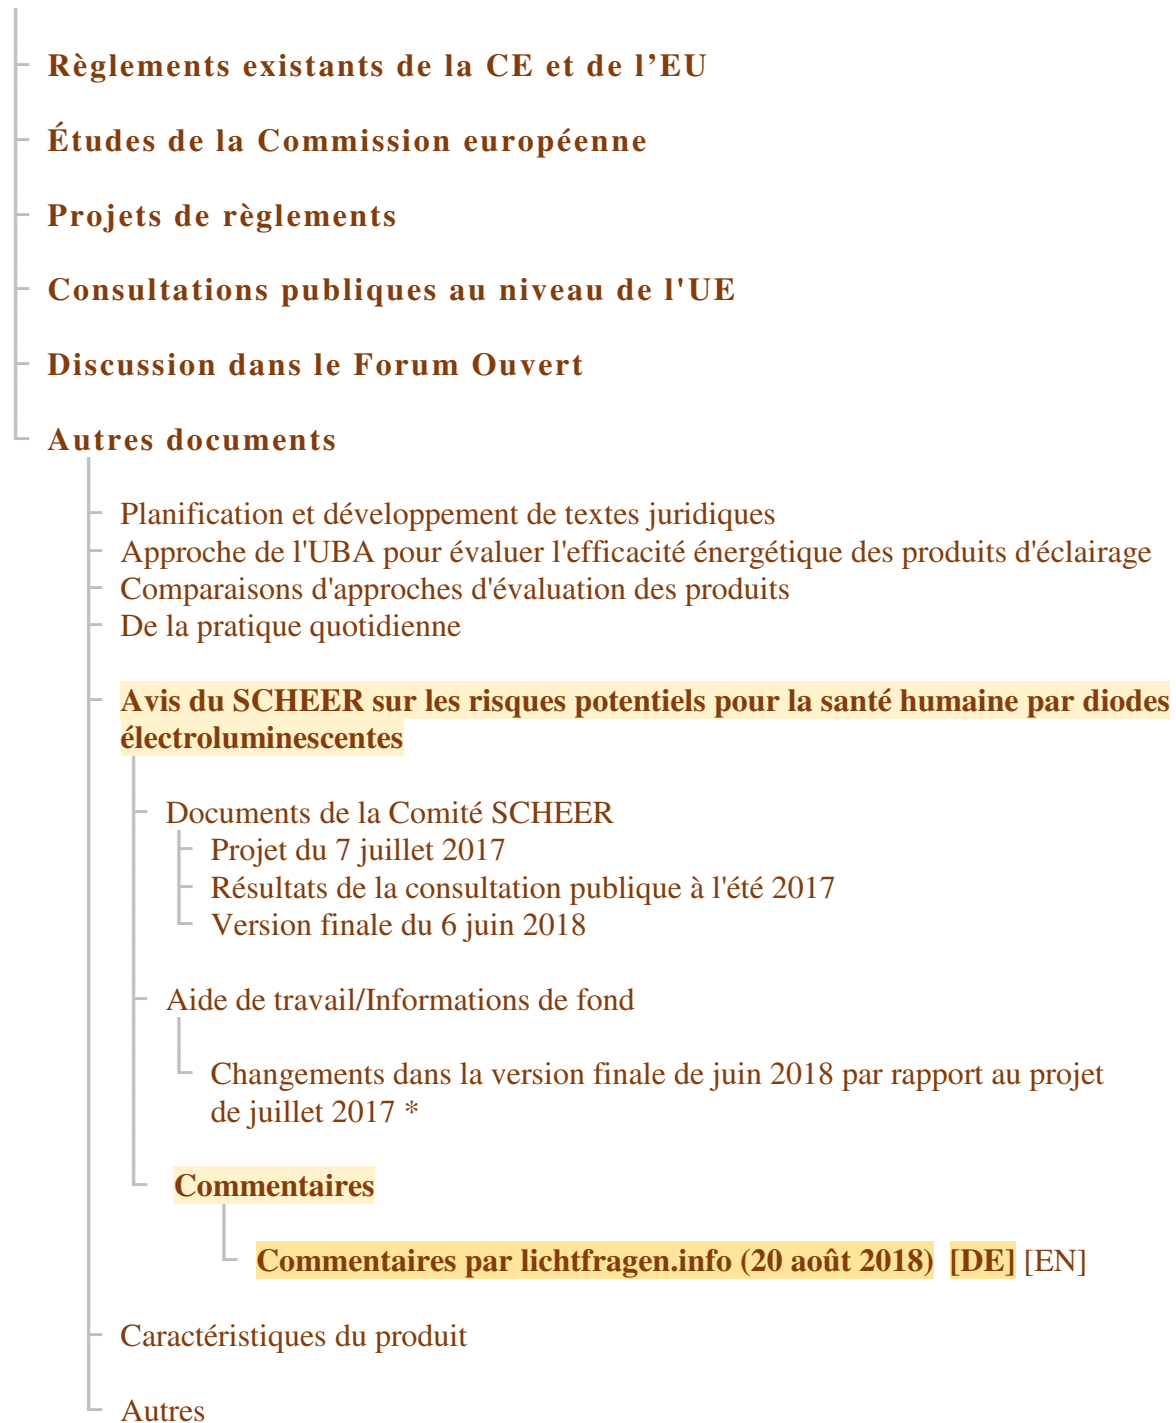 Règlements existants de la CE et de l’EU
Études de la Commission européenne
Projets de règlements
Consultations publiques au niveau de l'UE
Discussion dans le Forum Ouvert
Autres documents
Planification et développement de textes juridiques
Approche de l'UBA pour évaluer l'efficacité énergétique des produits d'éclairage
Comparaisons d'approches d'évaluation des produits
De la pratique quotidienne
Avis du SCHEER sur les risques potentiels pour la santé humaine par diodes
électroluminescentes
Documents de la Comité SCHEER
Projet du 7 juillet 2017
Résultats de la consultation publique à l'été 2017
Version finale du 6 juin 2018
Aide de travail/Informations de fond
Changements dans la version finale de juin 2018 par rapport au projet
de juillet 2017 *
Commentaires
Commentaires par lichtfragen.info (20 août 2018) [DE] [EN]
Caractéristiques du produit
Autres